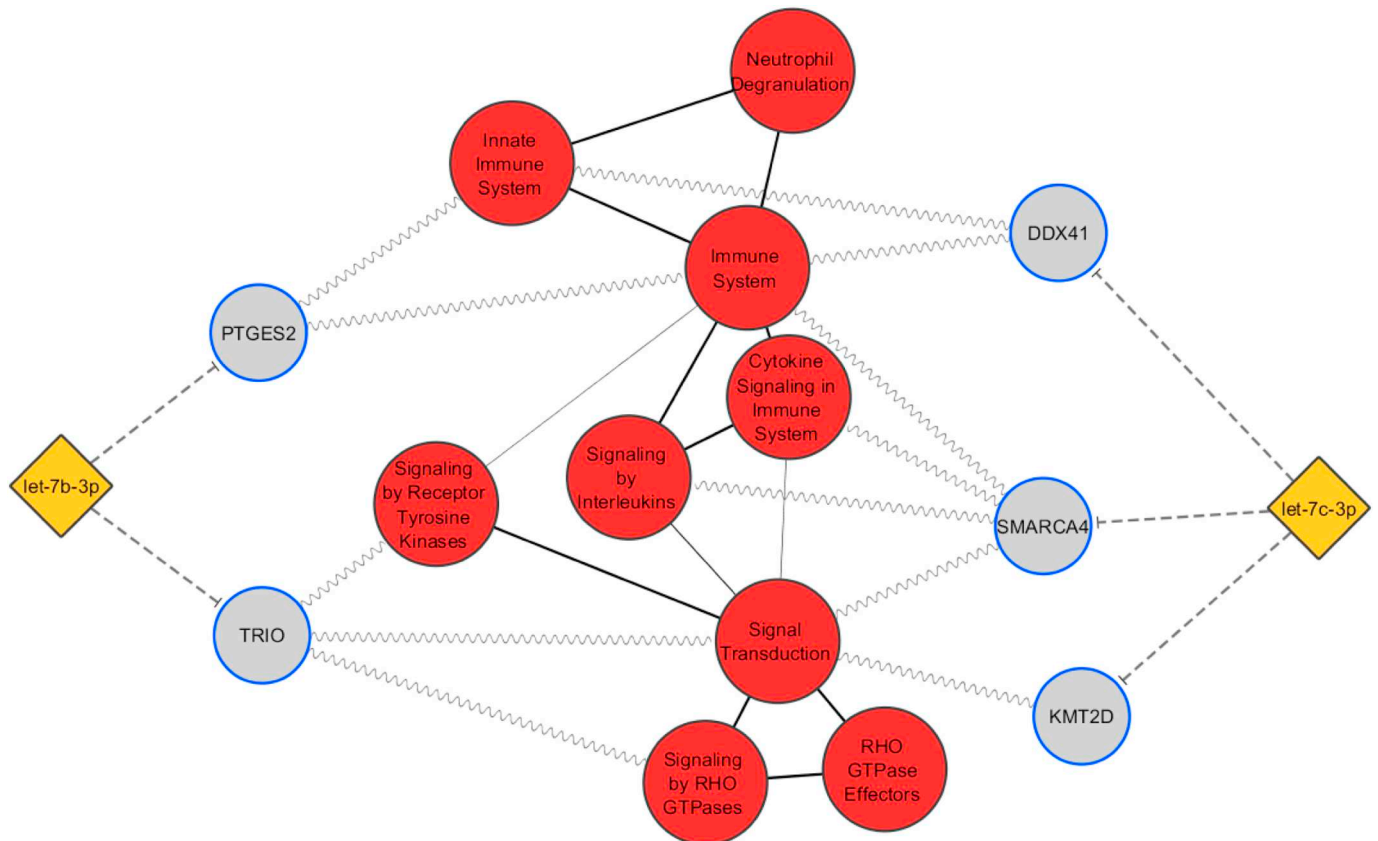 Neutrophil
Degranulation
Innate
Immune
System
DDX41
Immune
System
PTGES2
Cytokine
Signaling in
Immune
System
Signaling
by
Interleukins
Signaling
by Receptor
Tyrosine
Kinases
let-7b-3p
let-7c-3p
SMARCA4
TRIO
Signal
Transduction
KMT2D
Signaling
by RHO
GTPases
RHO
GTPase
Effectors